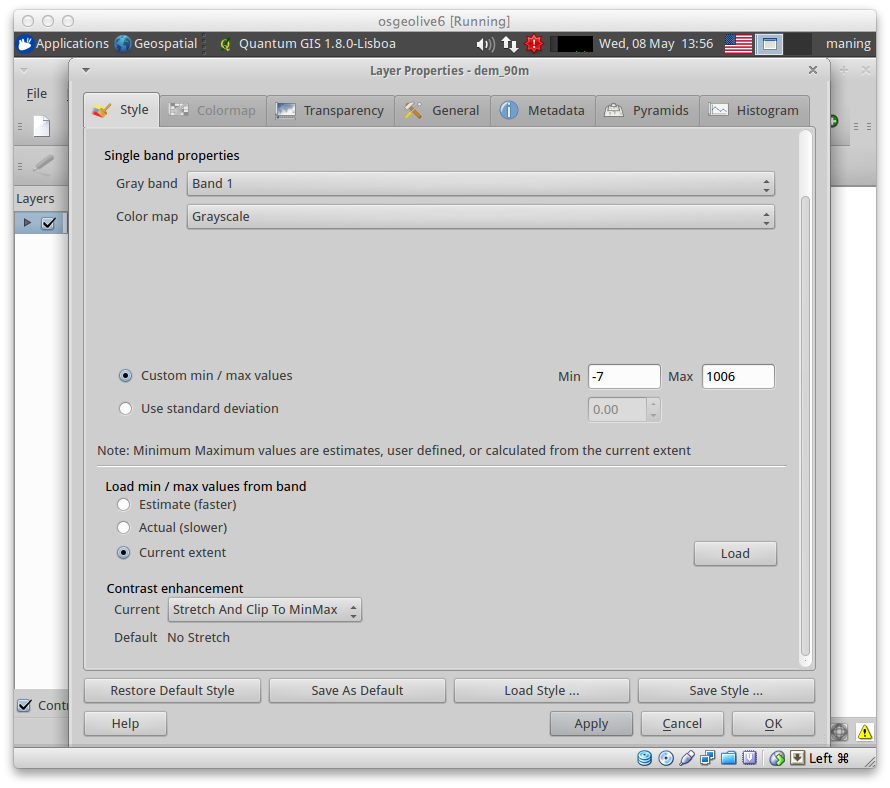 osgeolive6 [Running]
Applications Geospatial Quantum GIS 1.8.0-Lisboa Wed, 08 May 13:56 maning
Layer Properties - dem_90m
File
Style Colormap Transparency General Metadata Pyramids Histogram
Single band properties
Gray band Band 1
Layers
Color map Grayscale
Custom min / max values Min -7 Max 1006
Use standard deviation 0.00
Note: Minimum Maximum values are estimates, user defined, or calculated from the current extent
Load min / max values from band
Estimate (faster)
Actual (slower)
Current extent Load
Contrast enhancement
Current Stretch And Clip To MinMax
Default No Stretch
Restore Default Style Save As Default Load Style ... Save Style ...
Help Apply Cancel OK
Left ⌘